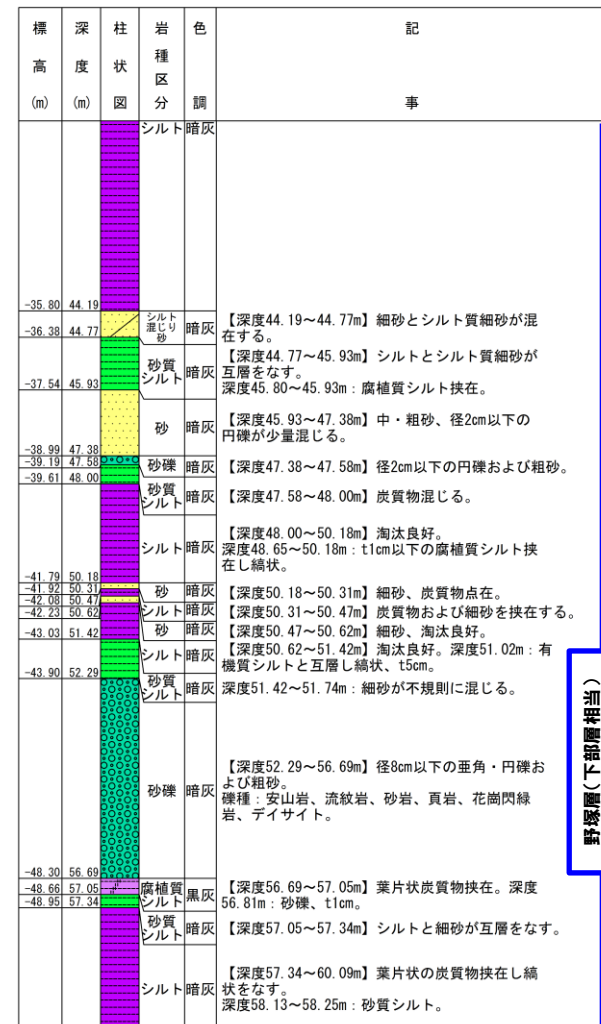 標高(m) 深度(m) 柱状図 岩種区分 色調 記事
シルト 暗灰
-35.80 44.19
シルト混じり砂 暗灰 【深度44.19～44.77m】細砂とシルト質細砂が混
在する。
-36.38 44.77
砂質シルト 暗灰 【深度44.77～45.93m】シルトとシルト質細砂が
互層をなす。
深度45.80～45.93m：腐植質シルト挟在。
-37.54 45.93
砂 暗灰 【深度45.93～47.38m】中・粗砂、径2cm以下の
円礫が少量混じる。
-38.99 47.38
砂礫 暗灰 【深度47.38～47.58m】径2cm以下の円礫および粗砂。
-39.19 47.58
砂質シルト 暗灰 【深度47.58～48.00m】炭質物混じる。
-39.61 48.00
シルト 暗灰 【深度48.00～50.18m】淘汰良好。
深度48.65～50.18m：t1cm以下の腐植質シルト挟
在し縞状。
-41.79 50.18
砂 暗灰 【深度50.18～50.31m】細砂、炭質物点在。
-41.92 50.31
シルト 暗灰 【深度50.31～50.47m】炭質物および細砂を挟在する。
-42.08 50.47
砂 暗灰 【深度50.47～50.62m】細砂、淘汰良好。
-42.23 50.62
シルト 暗灰 【深度50.62～51.42m】淘汰良好。深度51.02m：有
機質シルトと互層し縞状、t5cm。
-43.03 51.42
砂質シルト 暗灰 深度51.42～51.74m：細砂が不規則に混じる。
-43.90 52.29
砂礫 暗灰 【深度52.29～56.69m】径8cm以下の亜角・円礫お
よび粗砂。
礫種：安山岩、流紋岩、砂岩、頁岩、花崗閃緑
岩、デイサイト。
-48.30 56.69
腐植質シルト 黒灰 【深度56.69～57.05m】葉片状炭質物挟在。深度
56.81m：砂礫、t1cm。
-48.66 57.05
砂質シルト 暗灰 【深度57.05～57.34m】シルトと細砂が互層をなす。
-48.95 57.34
シルト 暗灰 【深度57.34～60.09m】葉片状の炭質物挟在し縞
状をなす。
深度58.13～58.25m：砂質シルト。
野塚層(下部層相当)